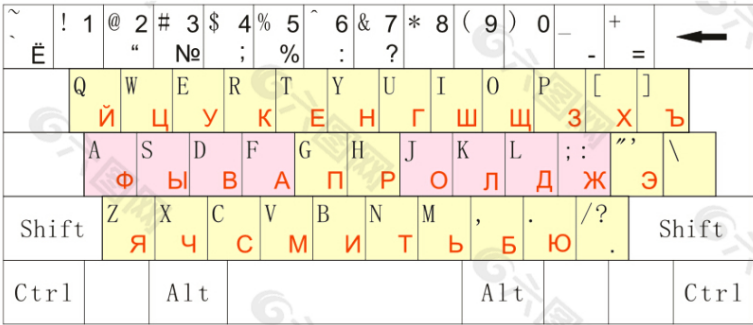 ~ ` Ё ! 1 @ 2 “ # 3 № $ 4 ; % 5 % ^ 6 : & 7 ? * 8 ( 9 ) 0 _ - + =
Q Й W Ц E У R К T Е Y Н U Г I Ш O Щ P З [ Х ] Ъ
A Ф S Ы D В F А G П H Р J О K Л L Д ; : Ж " ' Э \
Shift Z Я X Ч C С V М B И N Т M Ь , Б . Ю /? . Shift
Ctrl Alt Alt Ctrl